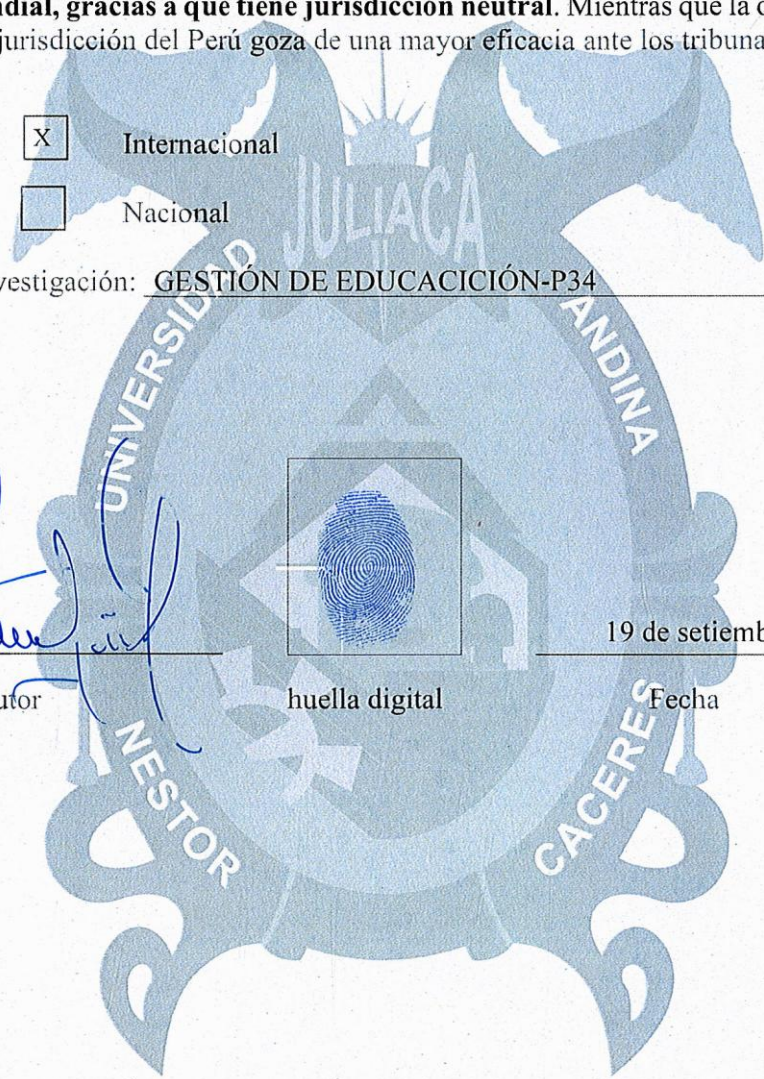 ndial, gracias a que tiene jurisdicción neutral. Mientras que la
jurisdicción del Perú goza de una mayor eficacia ante los tribuna
X Internacional
Nacional
vestigación: GESTIÓN DE EDUCACICIÓN-P34
19 de setiemb
utor huella digital Fecha
JULIACA
UNIVERSIDAD ANDINA
NESTOR CACERES